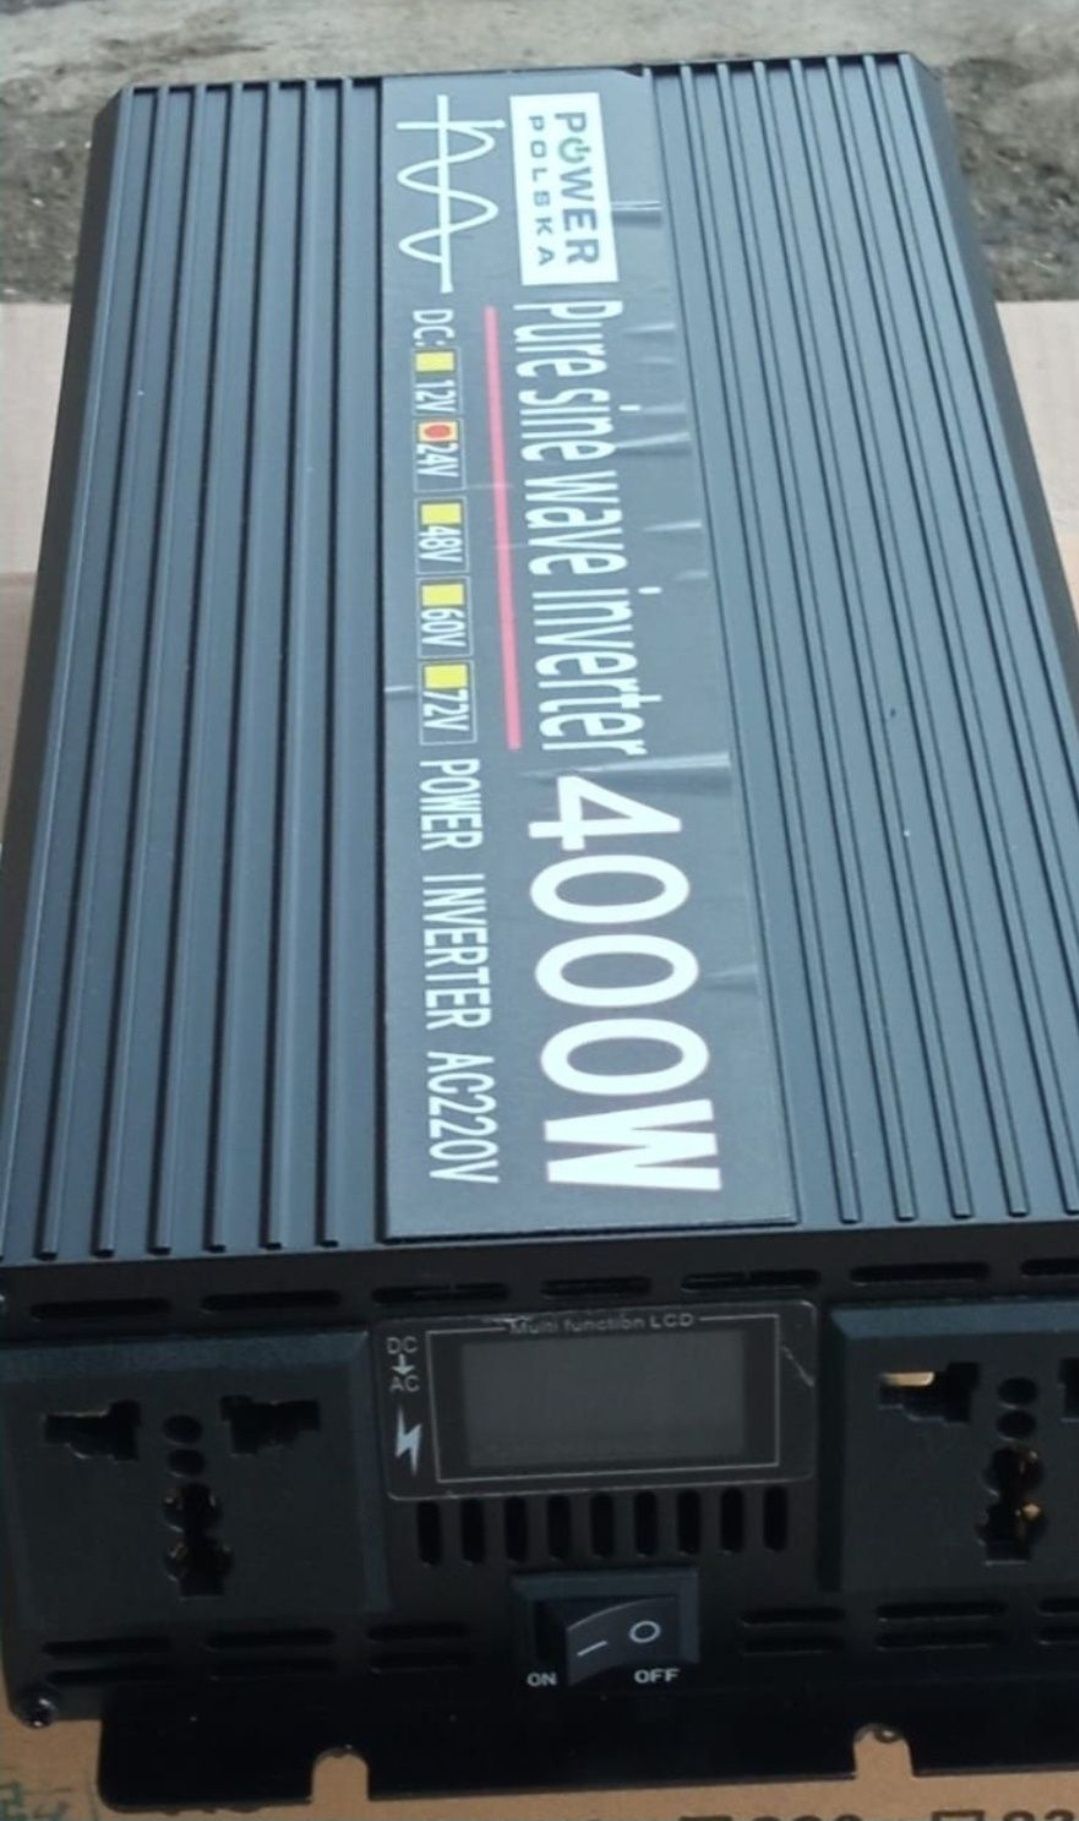 POWER
POLSKA
Pure sine wave inverter 4000W
DC: 12V 24V 48V 60V 72V POWER INVERTER AC220V
Multi function LCD
DC
AC
ON OFF